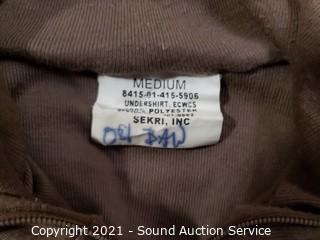 MEDIUM
8415-01-415-5906
UNDERSHIRT, ECWCS
100% POLYESTER
SEKRI, INC
Copyright 2021 - Sound Auction Service